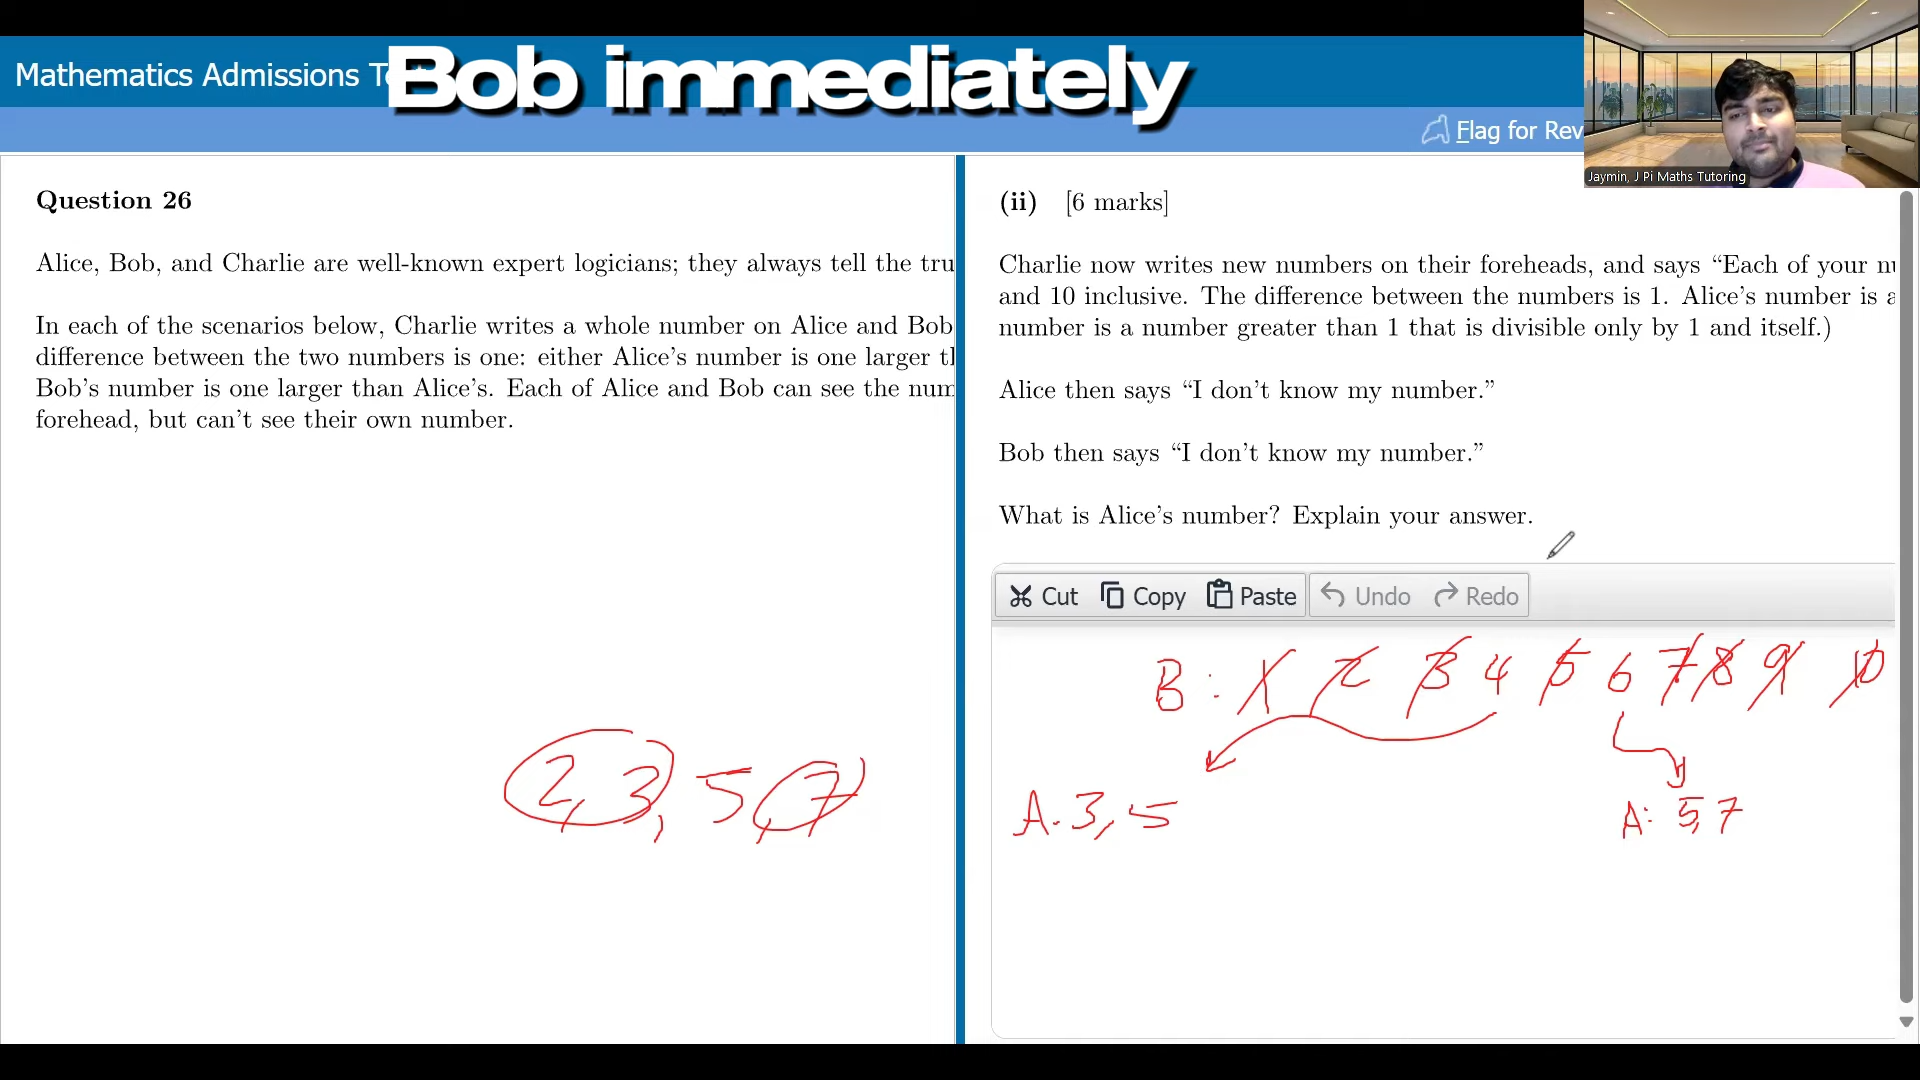 Mathematics Admissions T
Bob immediately
Flag for Rev
Jaymin, J Pi Maths Tutoring
Question 26
Alice, Bob, and Charlie are well-known expert logicians; they always tell the tru
In each of the scenarios below, Charlie writes a whole number on Alice and Bob
difference between the two numbers is one: either Alice's number is one larger th
Bob's number is one larger than Alice's. Each of Alice and Bob can see the num
forehead, but can't see their own number.
2, 3, 5, 7
(ii) [6 marks]
Charlie now writes new numbers on their foreheads, and says “Each of your nu
and 10 inclusive. The difference between the numbers is 1. Alice's number is a
number is a number greater than 1 that is divisible only by 1 and itself.)
Alice then says “I don't know my number.”
Bob then says “I don't know my number.”
What is Alice's number? Explain your answer.
Cut Copy Paste Undo Redo
B: 1 2 3 4 5 6 7 8 9 10
A. 3, 5
A: 5, 7